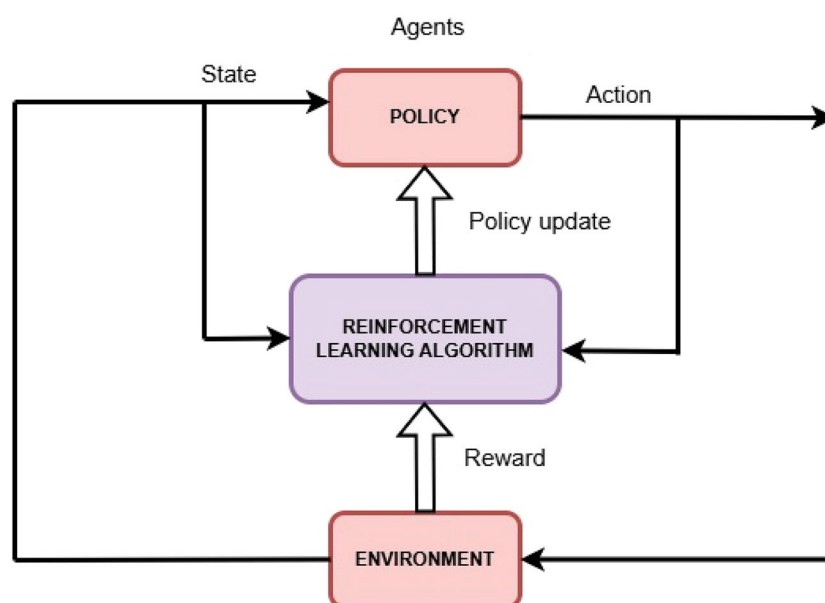 Agents
State
POLICY
Action
Policy update
REINFORCEMENT
LEARNING ALGORITHM
Reward
ENVIRONMENT